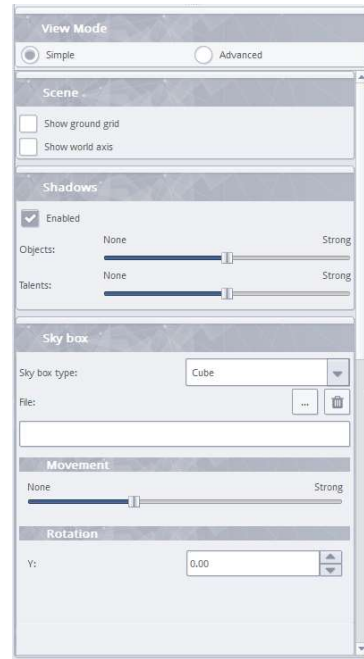 View Mode
Simple Advanced
Scene
Show ground grid
Show world axis
Shadows
Enabled
None Strong
Objects:
None Strong
Talents:
Sky box
Sky box type: Cube
File: ...
Movement
None Strong
Rotation
Y: 0.00